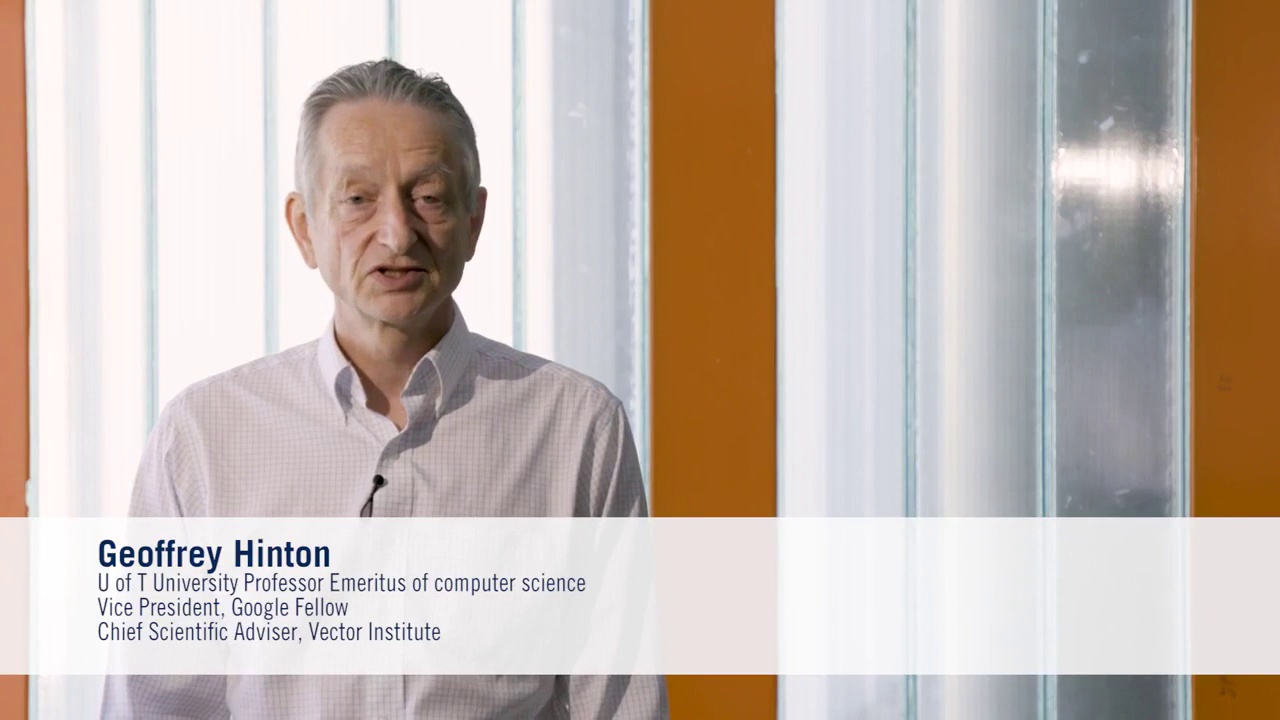 Geoffrey Hinton
U of T University Professor Emeritus of computer science
Vice President, Google Fellow
Chief Scientific Adviser, Vector Institute